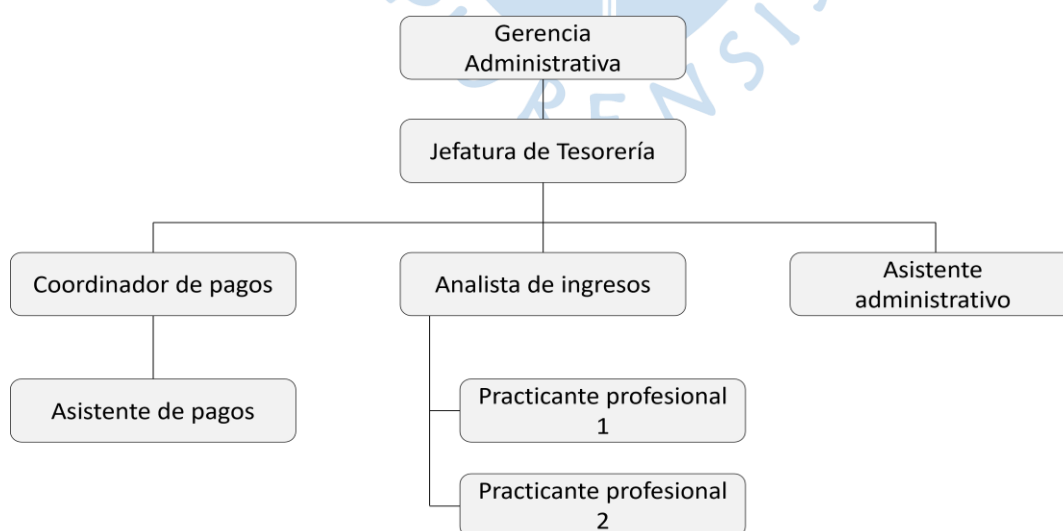 Gerencia
Administrativa
Jefatura de Tesorería
Coordinador de pagos
Analista de ingresos
Asistente
administrativo
Asistente de pagos
Practicante profesional
1
Practicante profesional
2